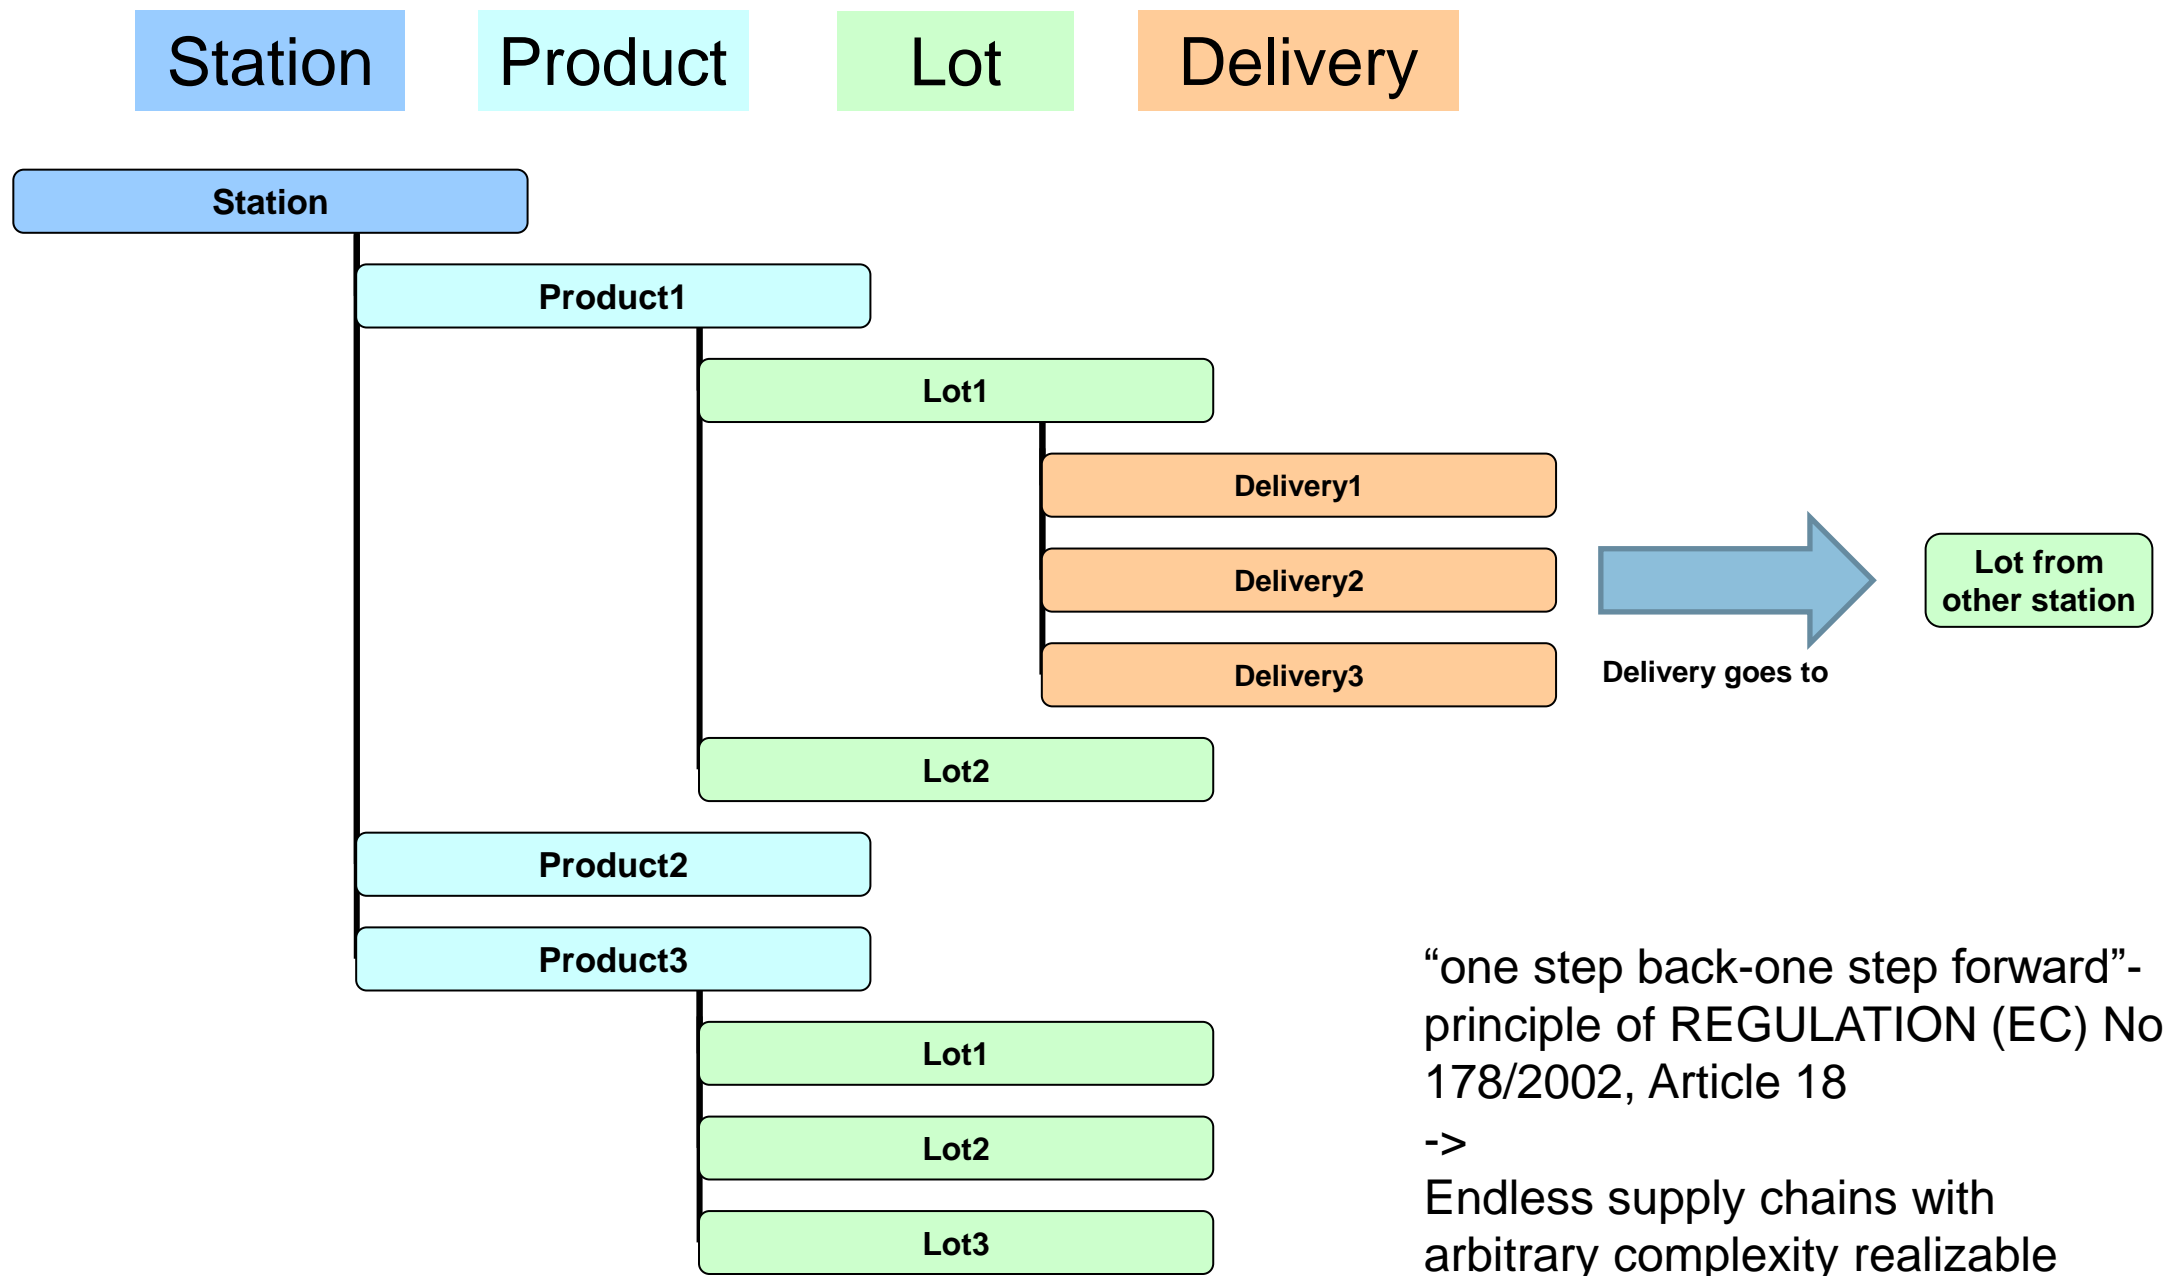 Station
Product
Lot
Delivery
Station
Product1
Lot1
Delivery1
Delivery2
Delivery3
Delivery goes to
Lot from
other station
Lot2
Product2
Product3
Lot1
Lot2
Lot3
“one step back-one step forward”-
principle of REGULATION (EC) No
178/2002, Article 18
->
Endless supply chains with
arbitrary complexity realizable